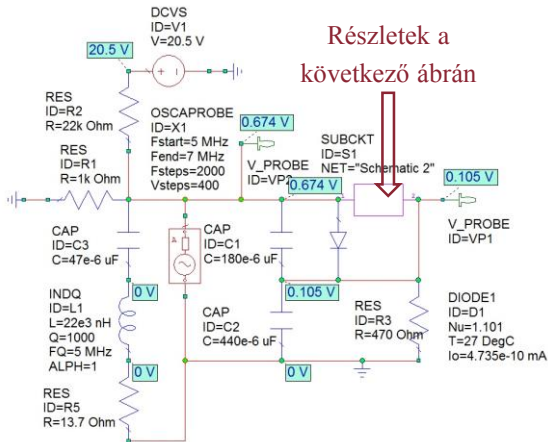 DCVS
ID=V1
V=20.5 V
20.5 V
Részletek a
következő ábrán
RES
ID=R2
R=22k Ohm
OSCAPROBE
ID=X1
Fstart=5 MHz
Fend=7 MHz
Fsteps=2000
Vsteps=400
0.674 V
V_PROBE
ID=VP2
0.674 V
SUBCKT
ID=S1
NET="Schematic 2"
1
2
0.105 V
V_PROBE
ID=VP1
RES
ID=R1
R=1k Ohm
CAP
ID=C3
C=47e-6 uF
CAP
ID=C1
C=180e-6 uF
0 V
INDQ
ID=L1
L=22e3 nH
Q=1000
FQ=5 MHz
ALPH=1
0.105 V
CAP
ID=C2
C=440e-6 uF
RES
ID=R3
R=470 Ohm
DIODE1
ID=D1
Nu=1.101
T=27 DegC
Io=4.735e-10 mA
0 V
0 V
RES
ID=R5
R=13.7 Ohm